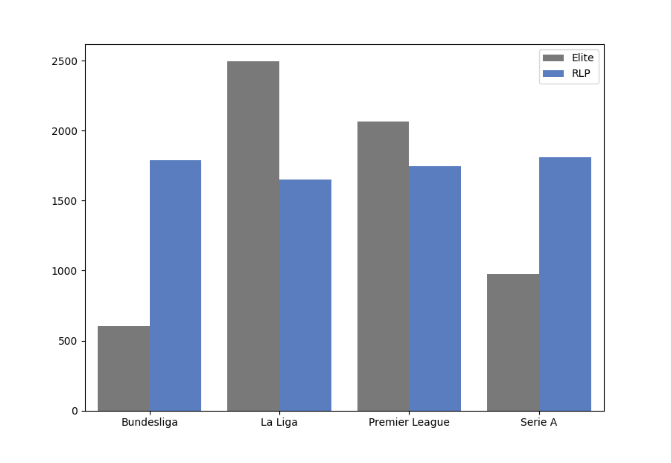 2500
2000
1500
1000
500
0
Elite
RLP
Bundesliga
La Liga
Premier League
Serie A